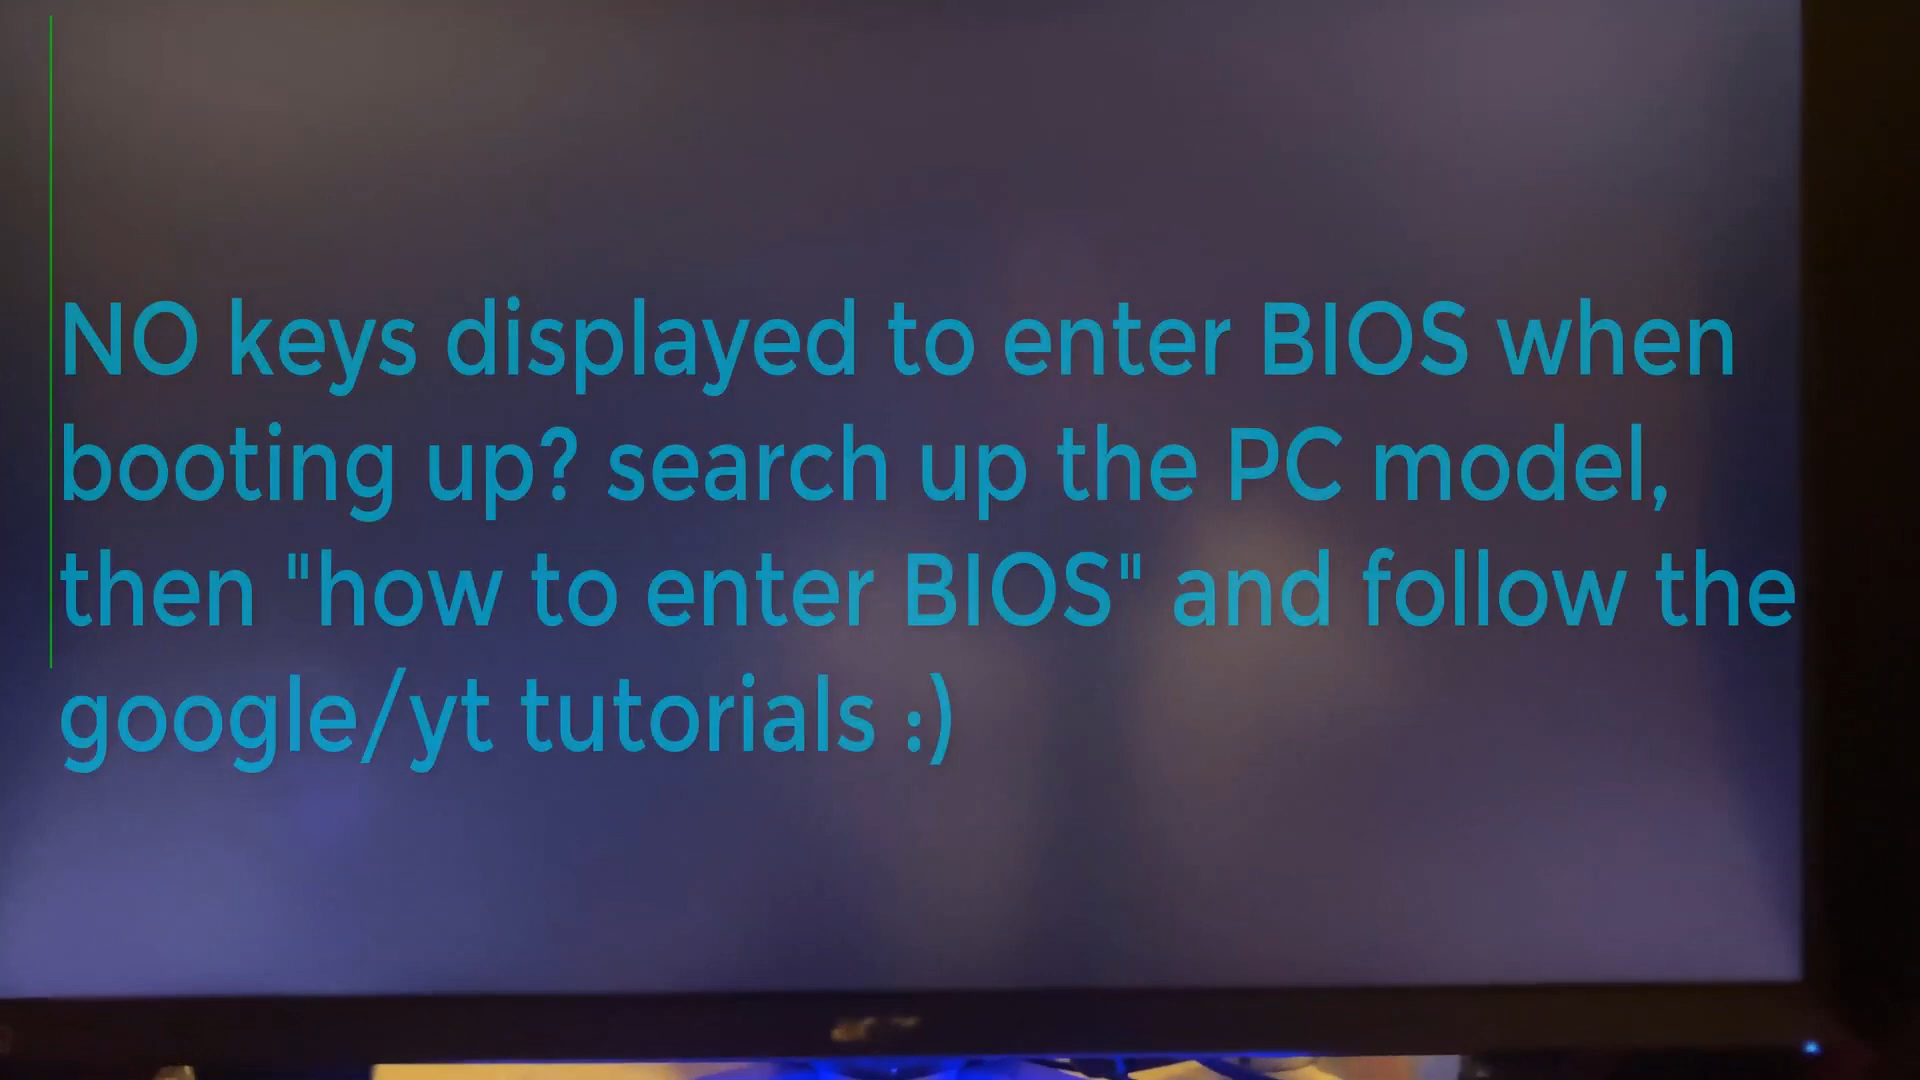 NO keys displayed to enter BIOS when
booting up? search up the PC model,
then "how to enter BIOS" and follow the
google/yt tutorials :)